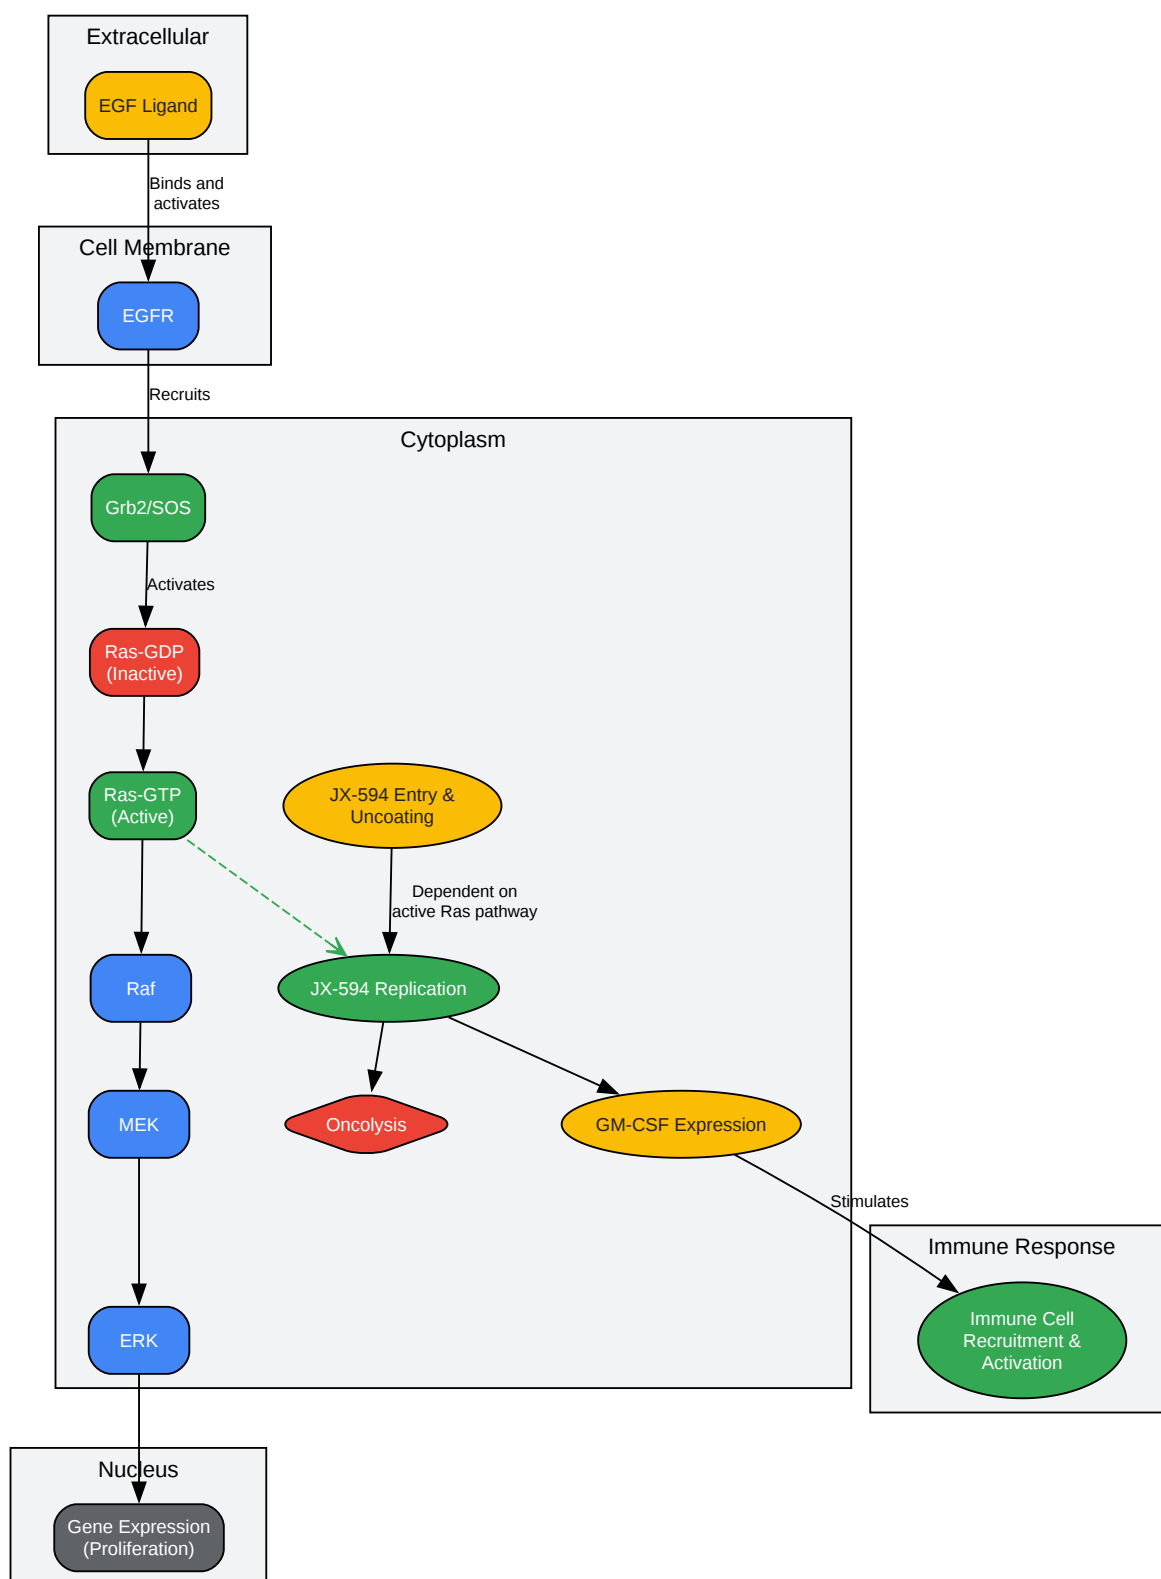 Extracellular
EGF Ligand
Binds and
activates
Cell Membrane
EGFR
Recruits
Cytoplasm
Grb2/SOS
Activates
Ras-GDP
(Inactive)
Ras-GTP
(Active)
JX-594 Entry &
Uncoating
Dependent on
active Ras pathway
Raf
JX-594 Replication
MEK
Oncolysis
GM-CSF Expression
Stimulates
Immune Response
Immune Cell
Recruitment &
Activation
ERK
Nucleus
Gene Expression
(Proliferation)